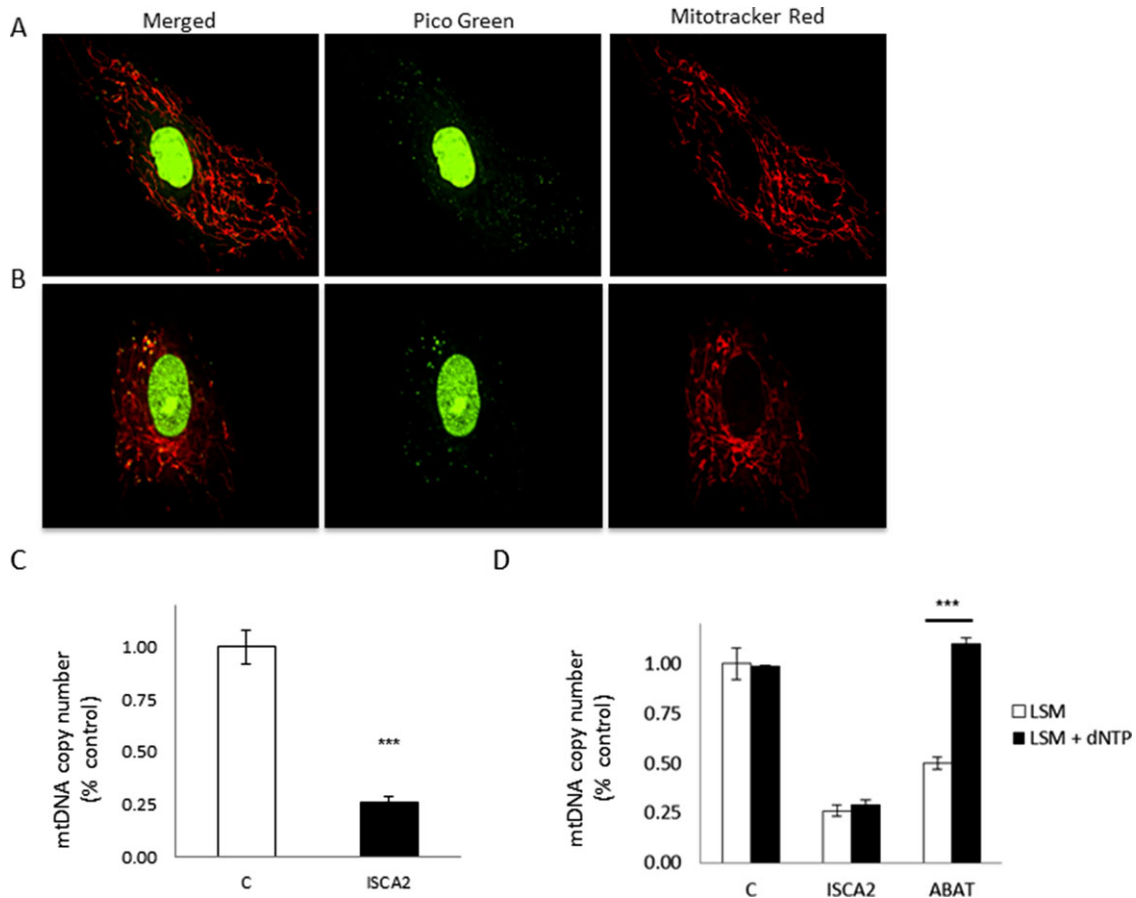 A
Merged Pico Green Mitotracker Red
B
C
mtDNA copy number
(% control)
1.00
0.75
0.50
0.25
0.00
***
C ISCA2
D
mtDNA copy number
(% control)
1.00
0.75
0.50
0.25
0.00
***
C ISCA2 ABAT
LSM
LSM + dNTP